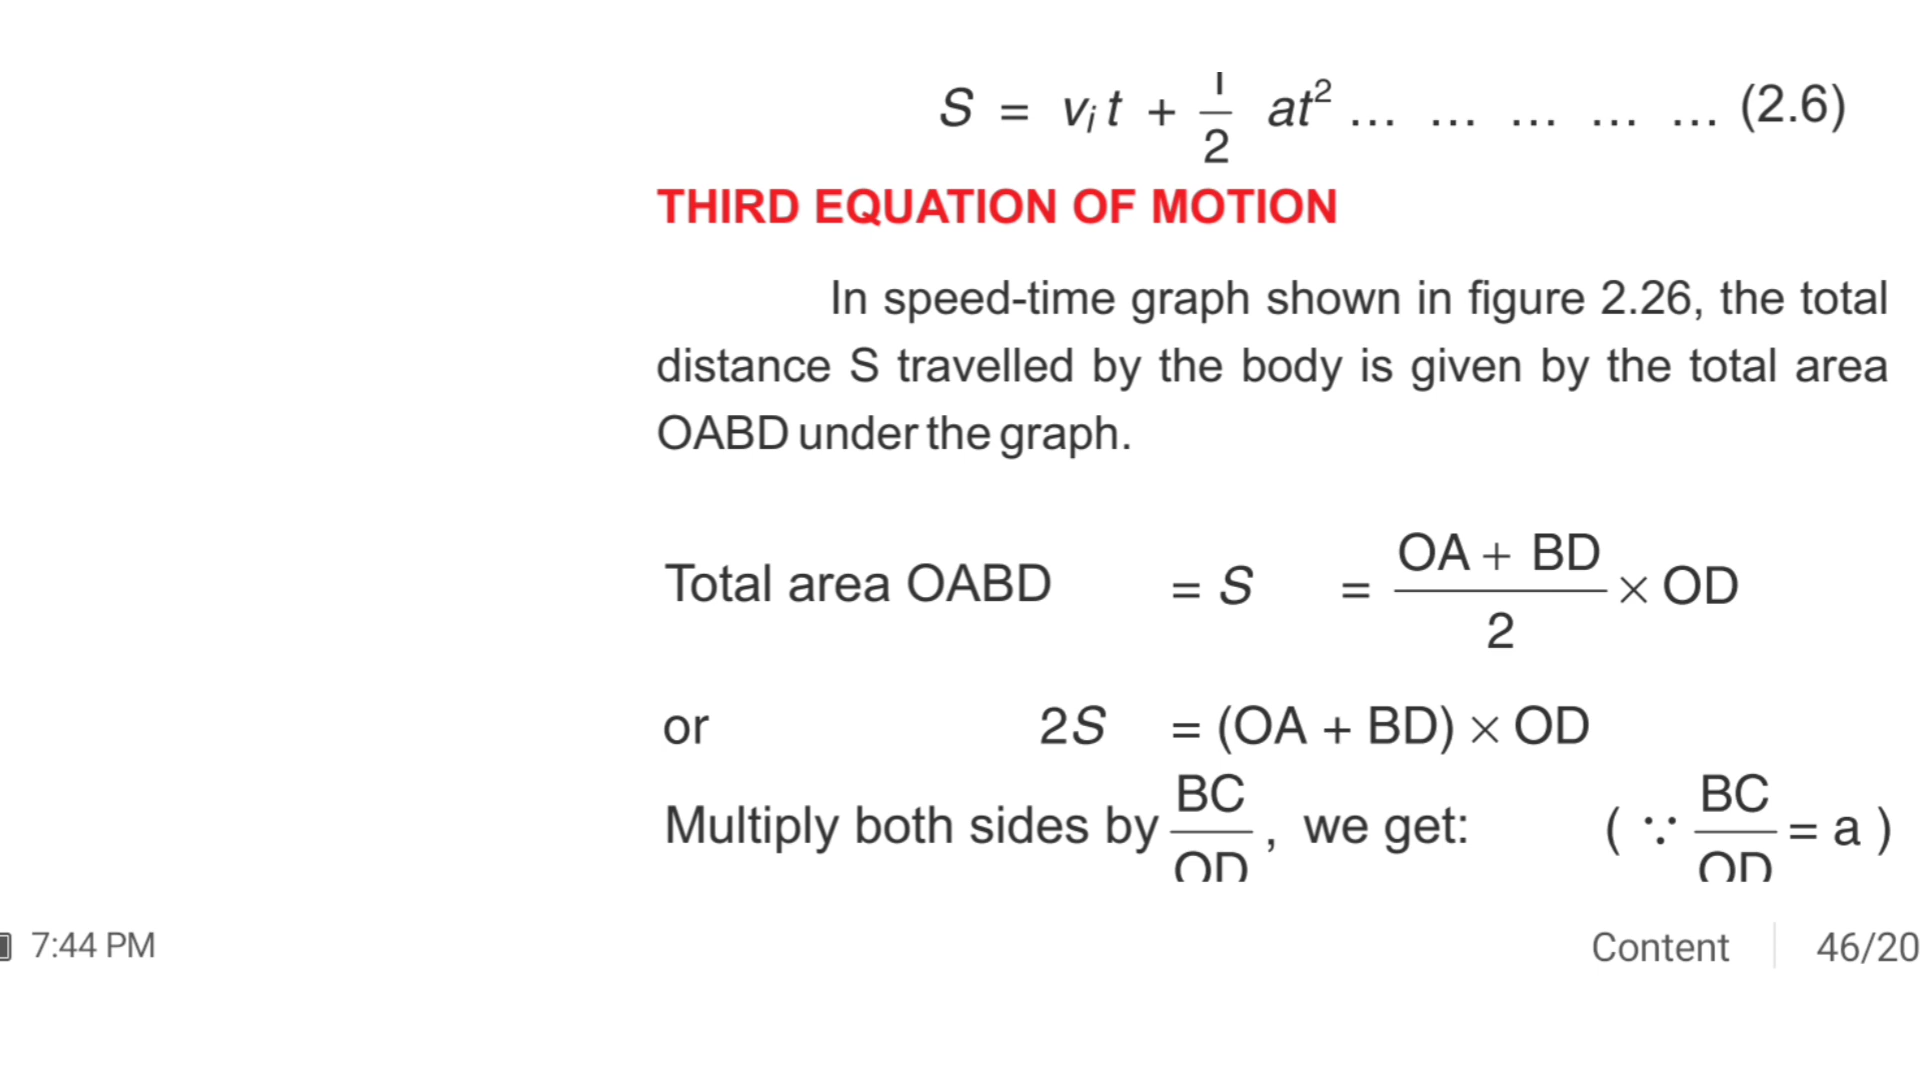 S = vᵢt + 1/2 at² ... ... ... ... ... (2.6)
THIRD EQUATION OF MOTION
In speed-time graph shown in figure 2.26, the total
distance S travelled by the body is given by the total area
OABD under the graph.
Total area OABD = S = (OA + BD)/2 × OD
or 2S = (OA + BD) × OD
Multiply both sides by BC/OD, we get: (∵ BC/OD = a)
7:44 PM Content 46/20